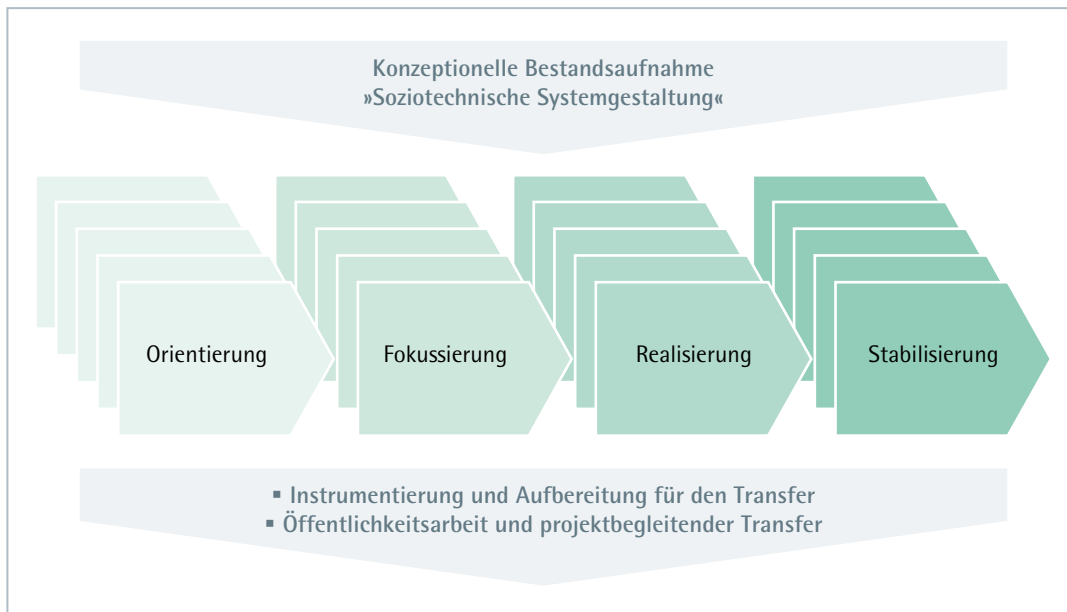 Konzeptionelle Bestandsaufnahme
»Soziotechnische Systemgestaltung«
Orientierung
Fokussierung
Realisierung
Stabilisierung
▪ Instrumentierung und Aufbereitung für den Transfer
▪ Öffentlichkeitsarbeit und projektbegleitender Transfer